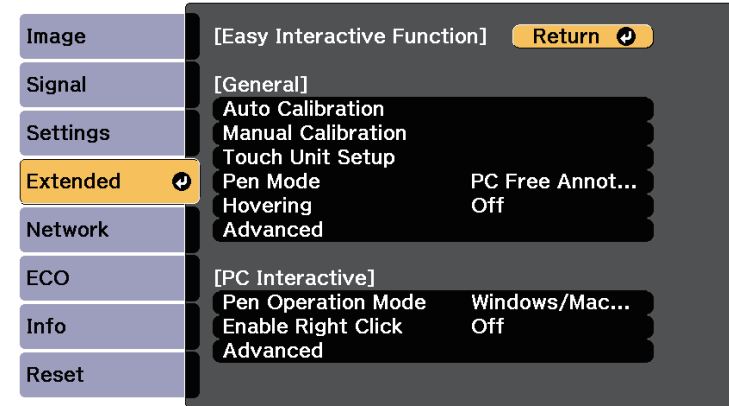 Image
Signal
Settings
Extended
Network
ECO
Info
Reset
[Easy Interactive Function] Return
[General]
Auto Calibration
Manual Calibration
Touch Unit Setup
Pen Mode PC Free Annot...
Hovering Off
Advanced
[PC Interactive]
Pen Operation Mode Windows/Mac...
Enable Right Click Off
Advanced